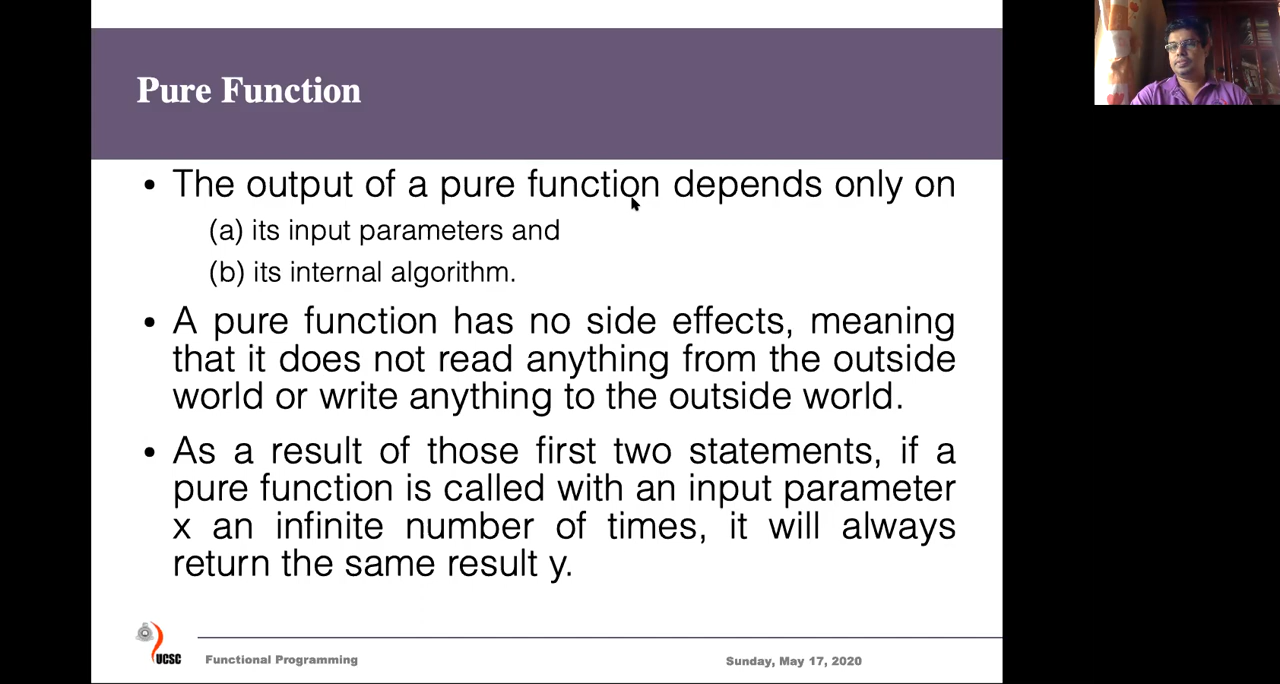 Pure Function
• The output of a pure function depends only on
(a) its input parameters and
(b) its internal algorithm.
• A pure function has no side effects, meaning
that it does not read anything from the outside
world or write anything to the outside world.
• As a result of those first two statements, if a
pure function is called with an input parameter
x an infinite number of times, it will always
return the same result y.
UCSC
Functional Programming
Sunday, May 17, 2020